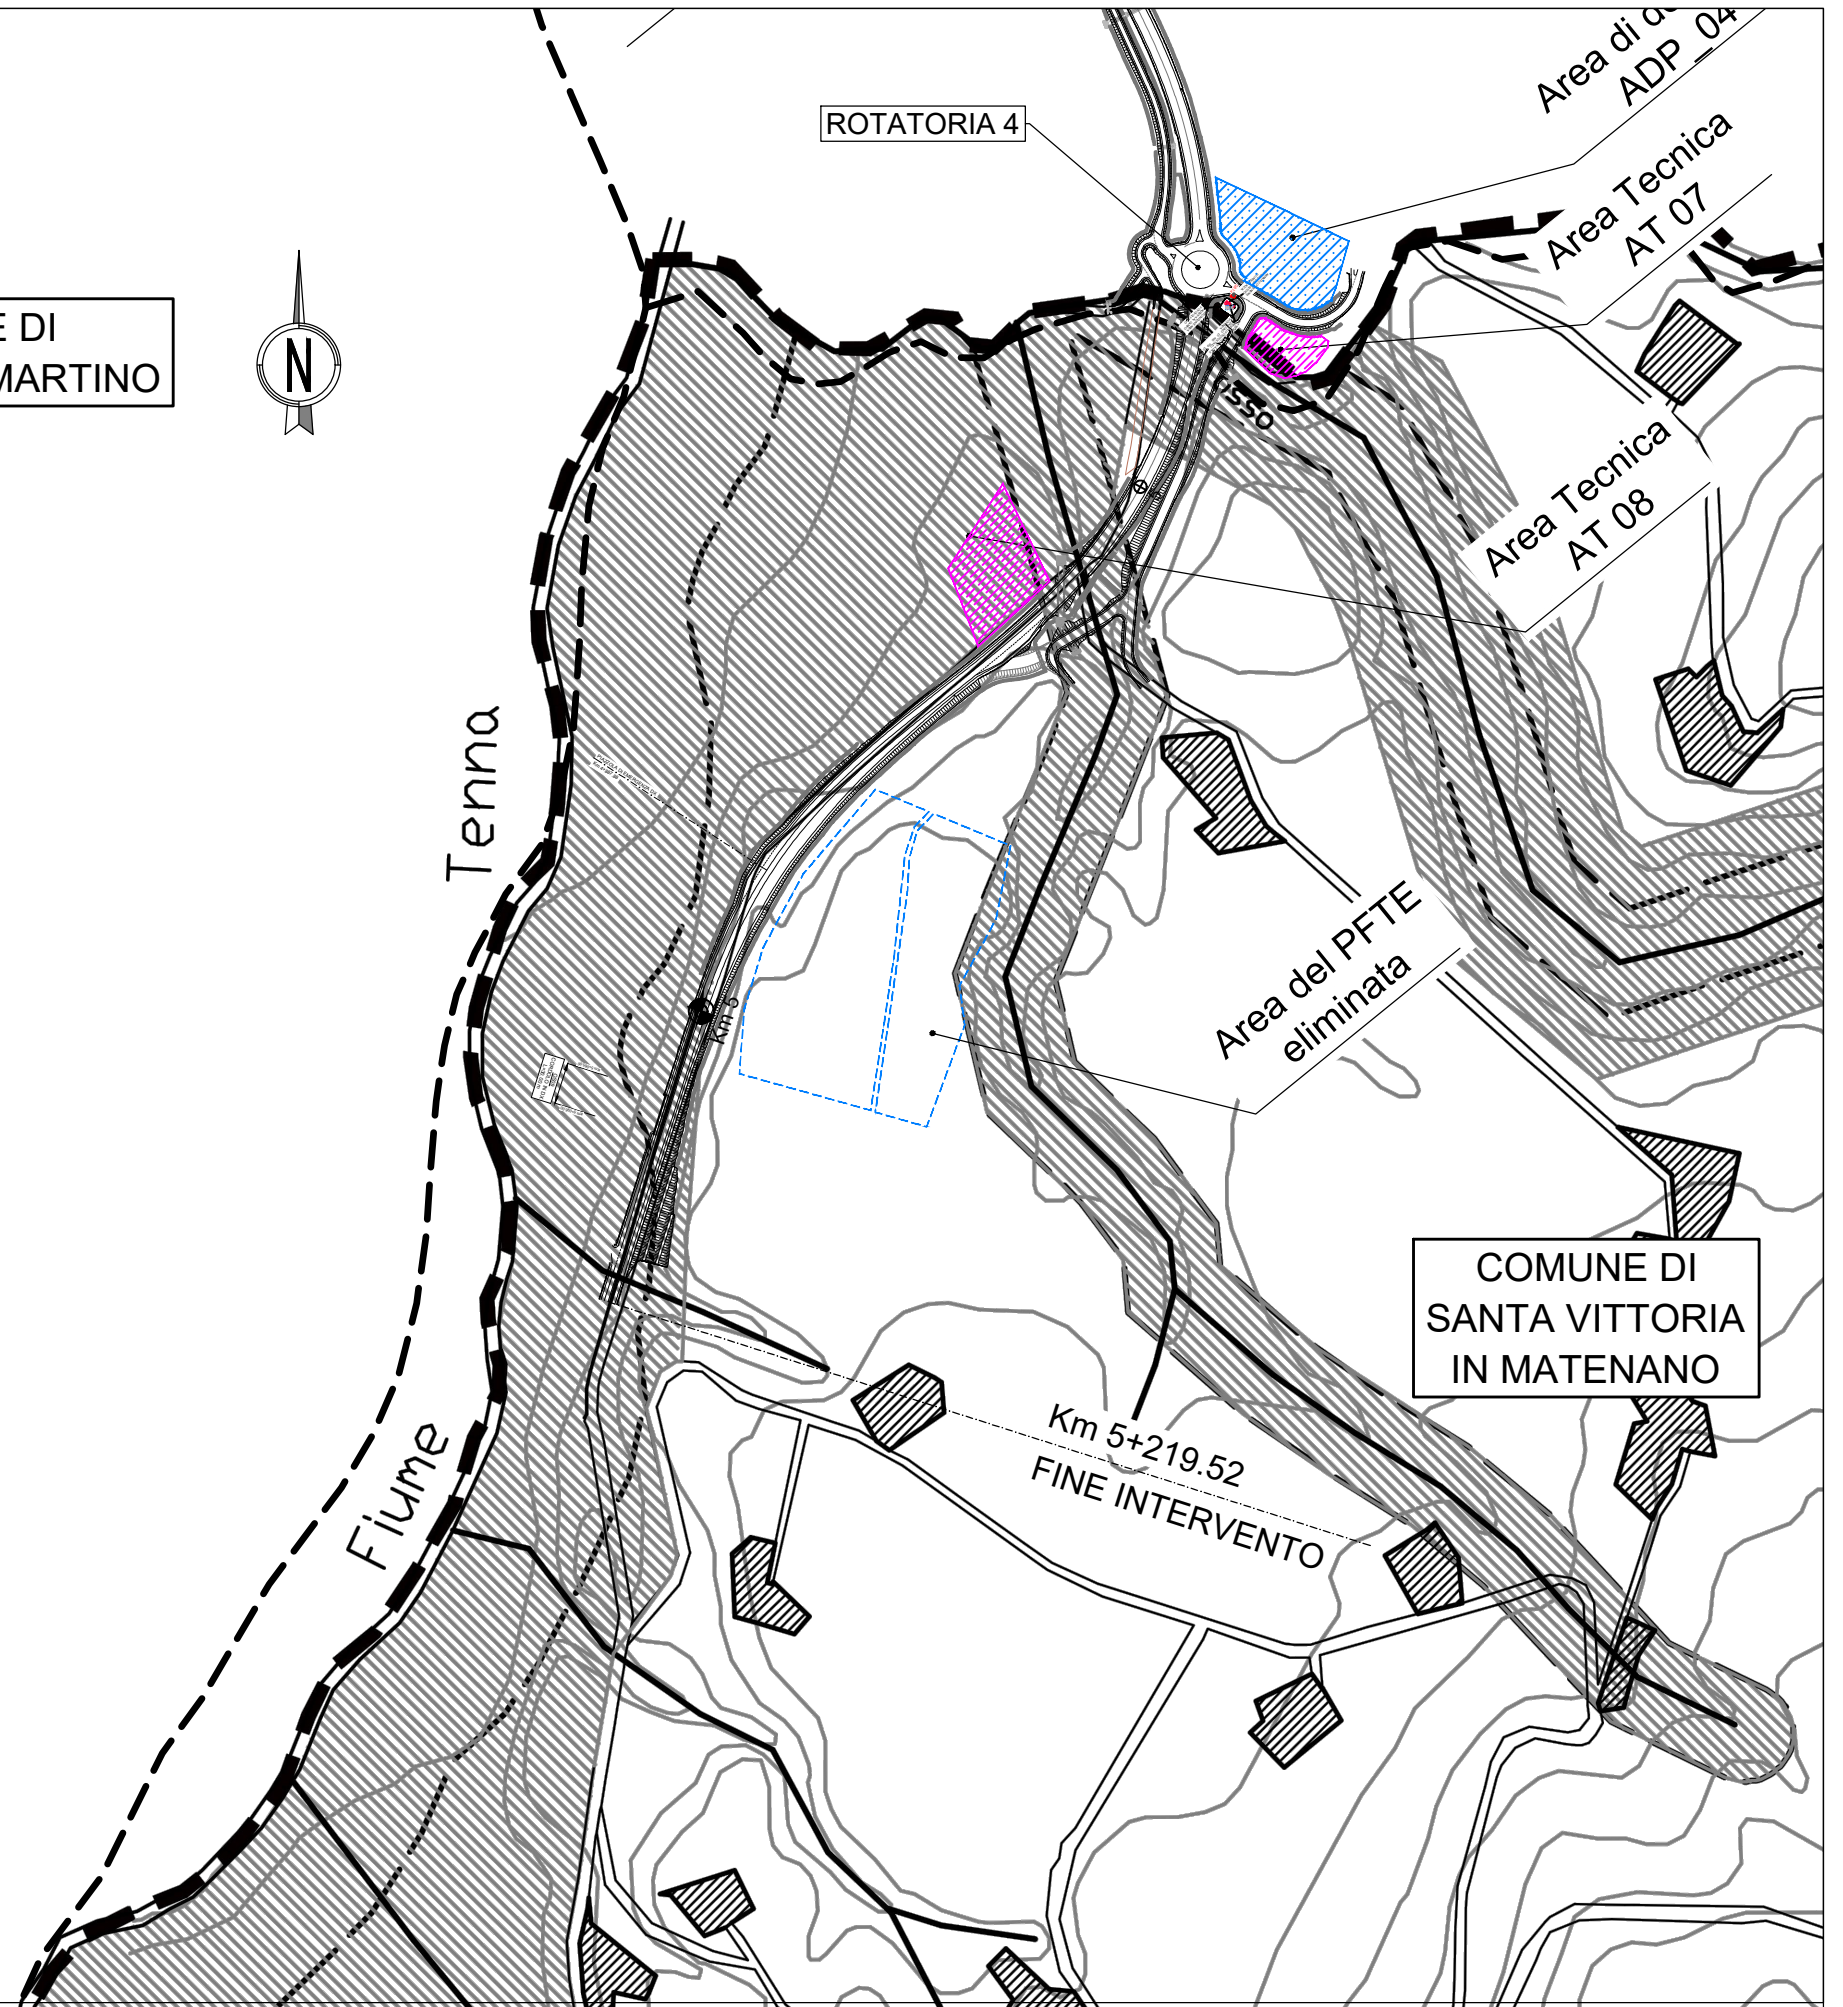 Area di
ADP_04
ROTATORIA 4
Area Tecnica
AT 07
E DI
MARTINO
N
OSSO
Area Tecnica
AT 08
Tenna
Area del PFTE
eliminata
Km 5
COMUNE DI
SANTA VITTORIA
IN MATENANO
Km 5+219.52
FINE INTERVENTO
Fiume